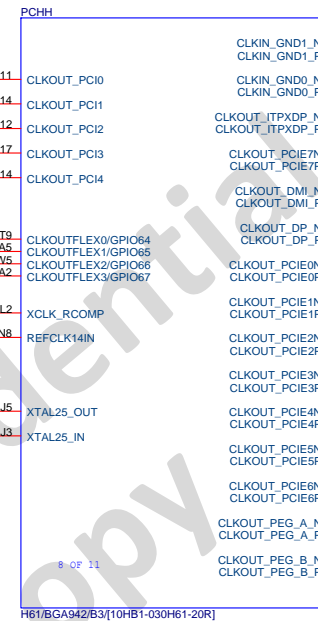 PCHH
CLKIN_GND1_N
CLKIN_GND1_P
11 CLKOUT_PCI0 CLKIN_GND0_N
CLKIN_GND0_P
14 CLKOUT_PCI1
CLKOUT_ITPXDP_N
12 CLKOUT_PCI2 CLKOUT_ITPXDP_P
17 CLKOUT_PCI3 CLKOUT_PCIE7N
CLKOUT_PCIE7P
14 CLKOUT_PCI4
CLKOUT_DMI_N
CLKOUT_DMI_P
CLKOUT_DP_N
T9 CLKOUTFLEX0/GPIO64 CLKOUT_DP_P
A5 CLKOUTFLEX1/GPIO65
W5 CLKOUTFLEX2/GPIO66 CLKOUT_PCIE0N
A2 CLKOUTFLEX3/GPIO67 CLKOUT_PCIE0P
CLKOUT_PCIE1N
L2 XCLK_RCOMP CLKOUT_PCIE1P
N8 REFCLK14IN CLKOUT_PCIE2N
CLKOUT_PCIE2P
CLKOUT_PCIE3N
CLKOUT_PCIE3P
J5 XTAL25_OUT CLKOUT_PCIE4N
CLKOUT_PCIE4P
J3 XTAL25_IN
CLKOUT_PCIE5N
CLKOUT_PCIE5P
CLKOUT_PCIE6N
CLKOUT_PCIE6P
CLKOUT_PEG_A_N
CLKOUT_PEG_A_P
8 OF 11 CLKOUT_PEG_B_N
CLKOUT_PEG_B_P
H61/BGA942/B3/[10HB1-030H61-20R]
dential
opy